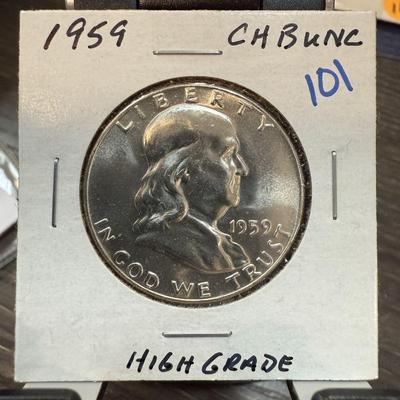 1959 CH BUNC
101
LIBERTY
1959
IN GOD WE TRUST
HIGH GRADE